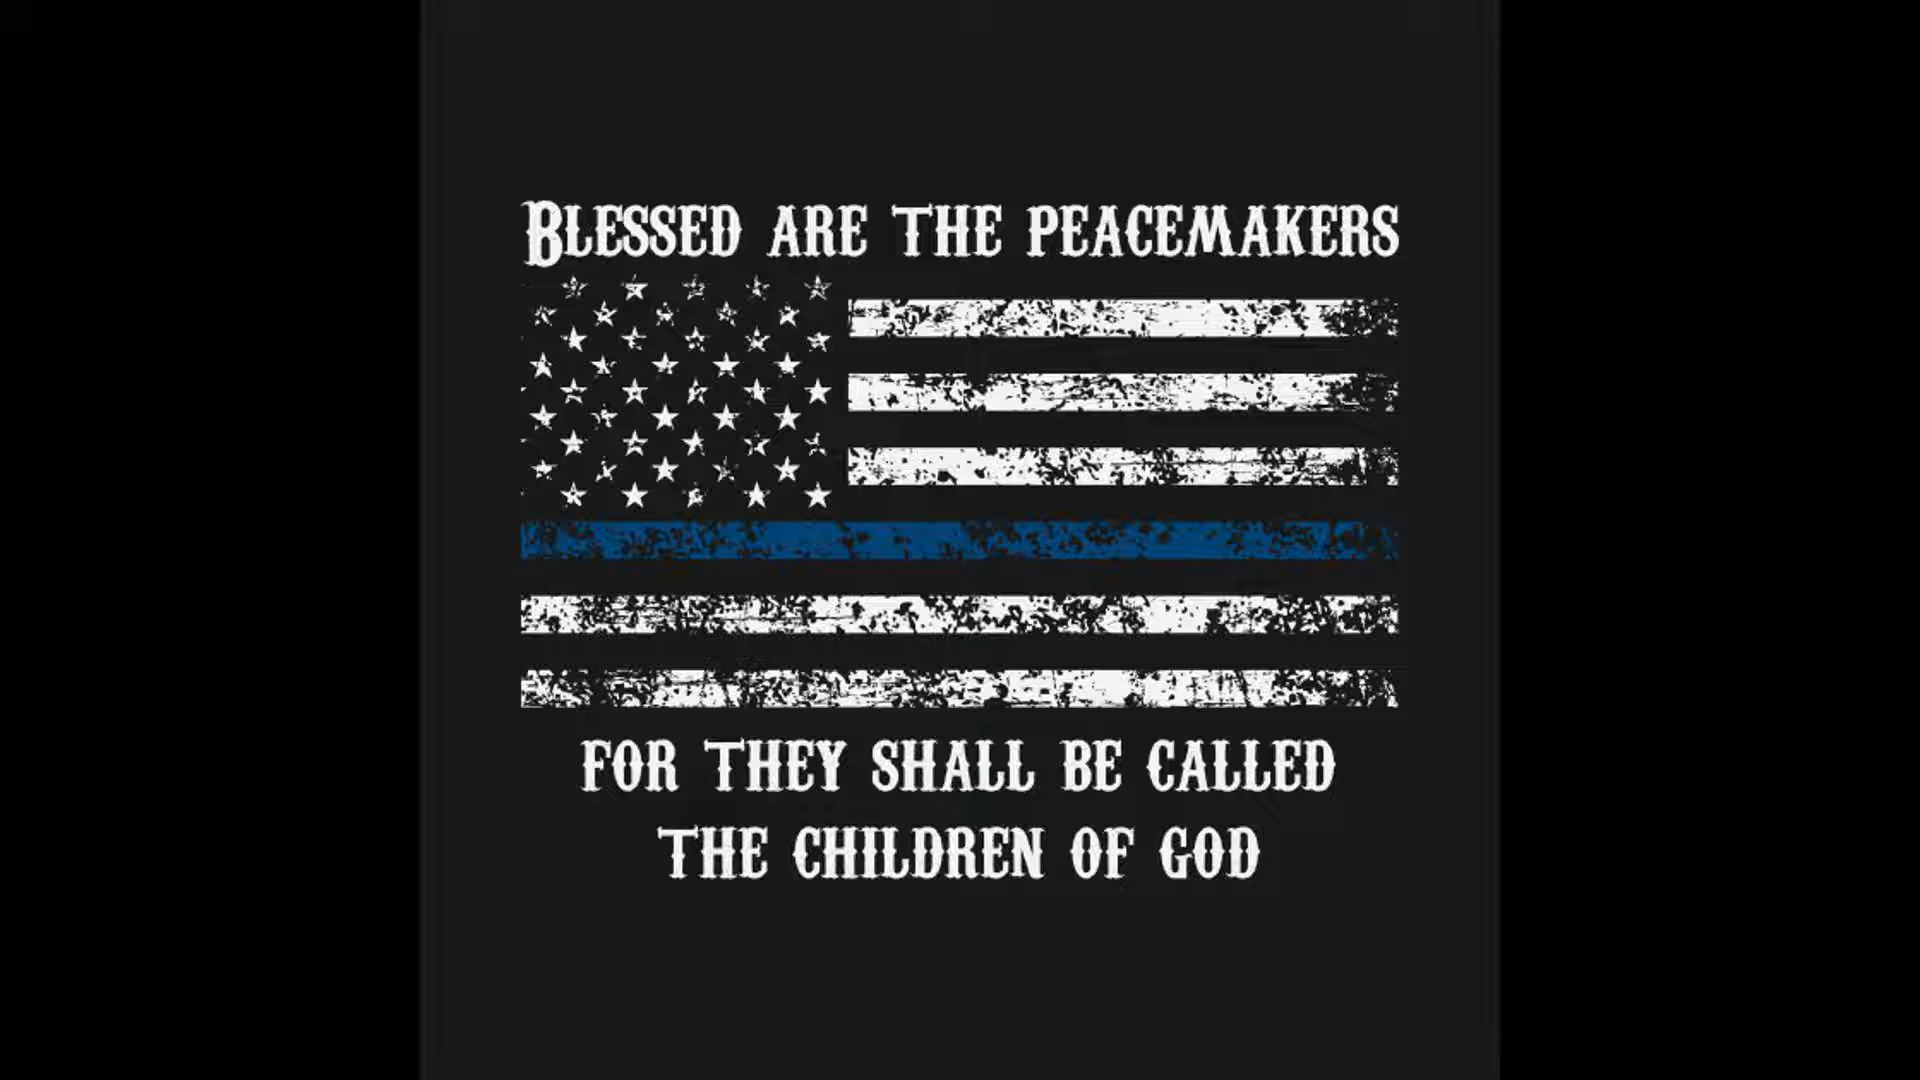 Blessed are the peacemakers
for they shall be called
the children of God